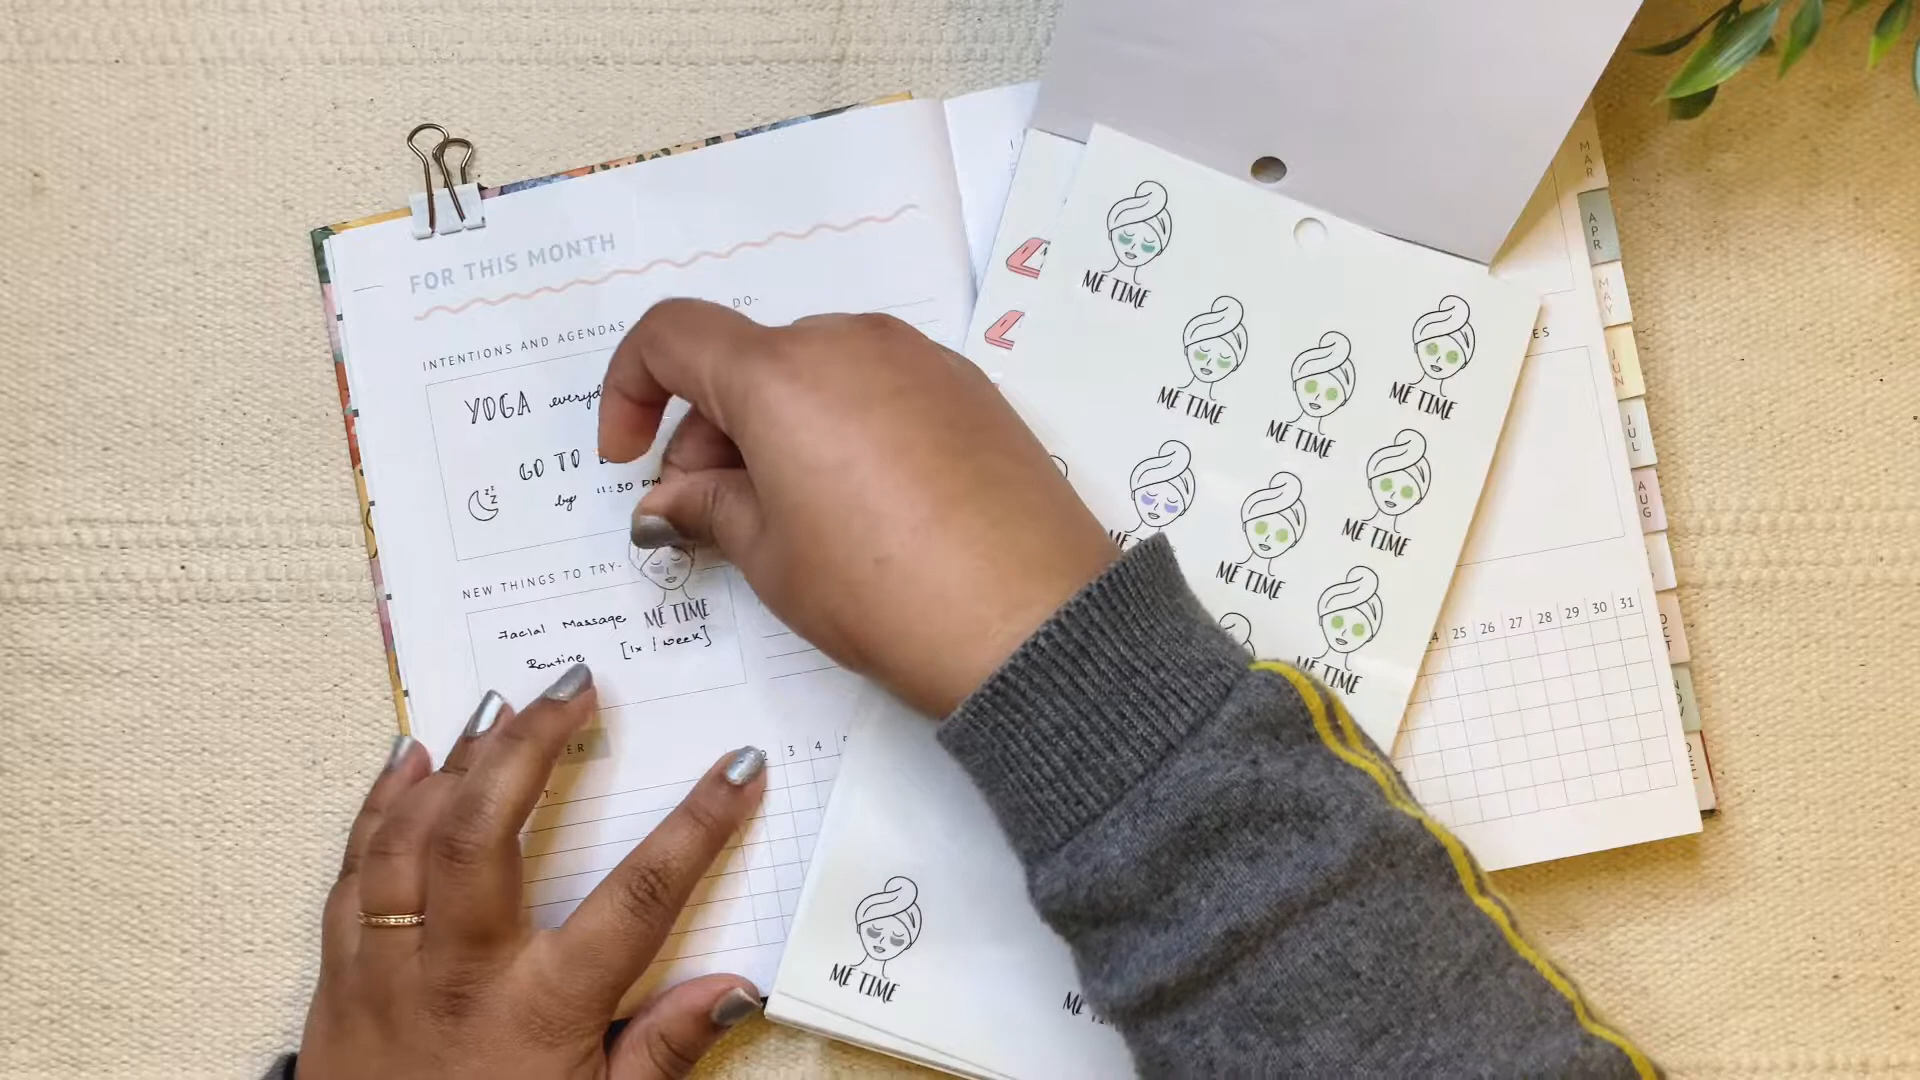 FOR THIS MONTH
INTENTIONS AND AGENDAS
DO-
YOGA
GO TO
by 11:30 PM
NEW THINGS TO TRY-
Facial Massage
Routine [1x / week]
ME TIME
2 3 4
ME TIME
ME TIME
ME TIME
ME TIME
ME TIME
ME TIME
ME TIME
ME TIME
ME TIME
25 26 27 28 29 30 31
MAR
APR
MAY
JUN
JUL
AUG
OCT
NOV